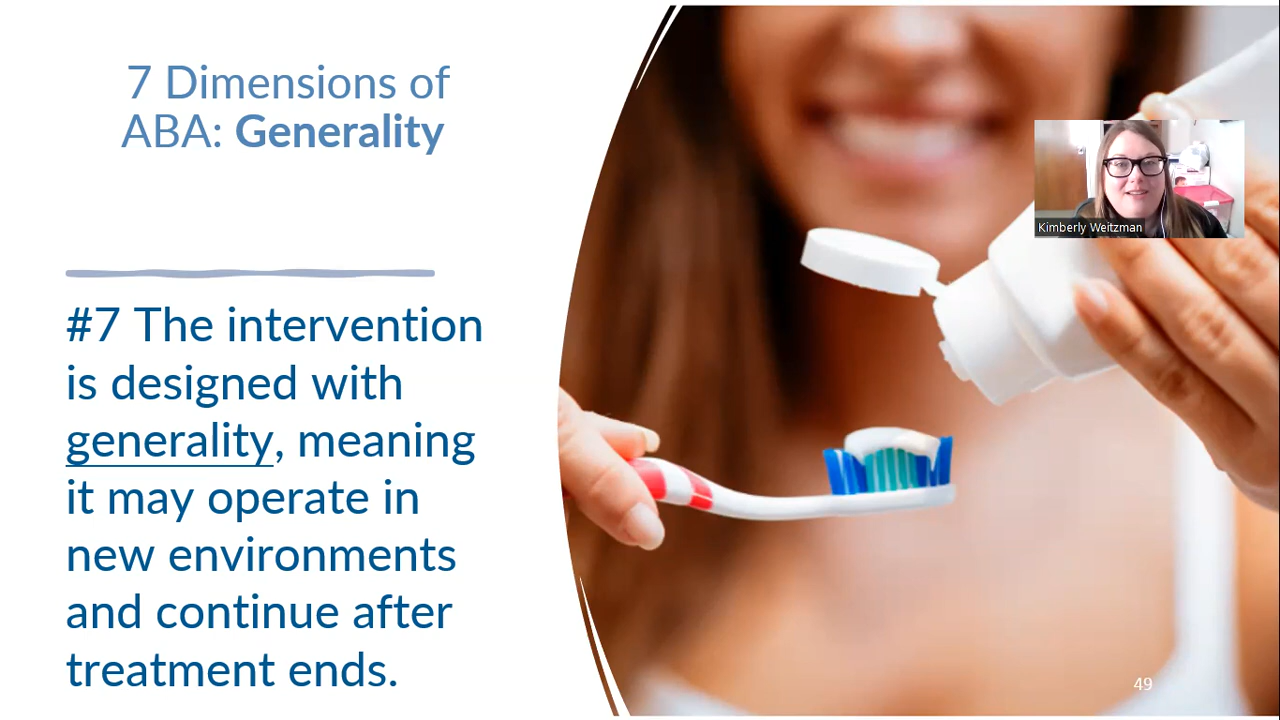 7 Dimensions of
ABA: Generality
Kimberly Weitzman
#7 The intervention
is designed with
generality, meaning
it may operate in
new environments
and continue after
treatment ends.
49